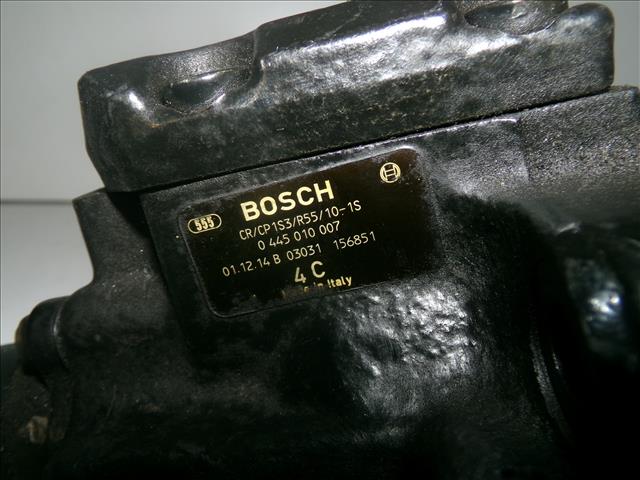 555 BOSCH
CR/CP1S3/R55/10-1S
0 445 010 007
01.12.14 B 03031 156851
4 C
in Italy